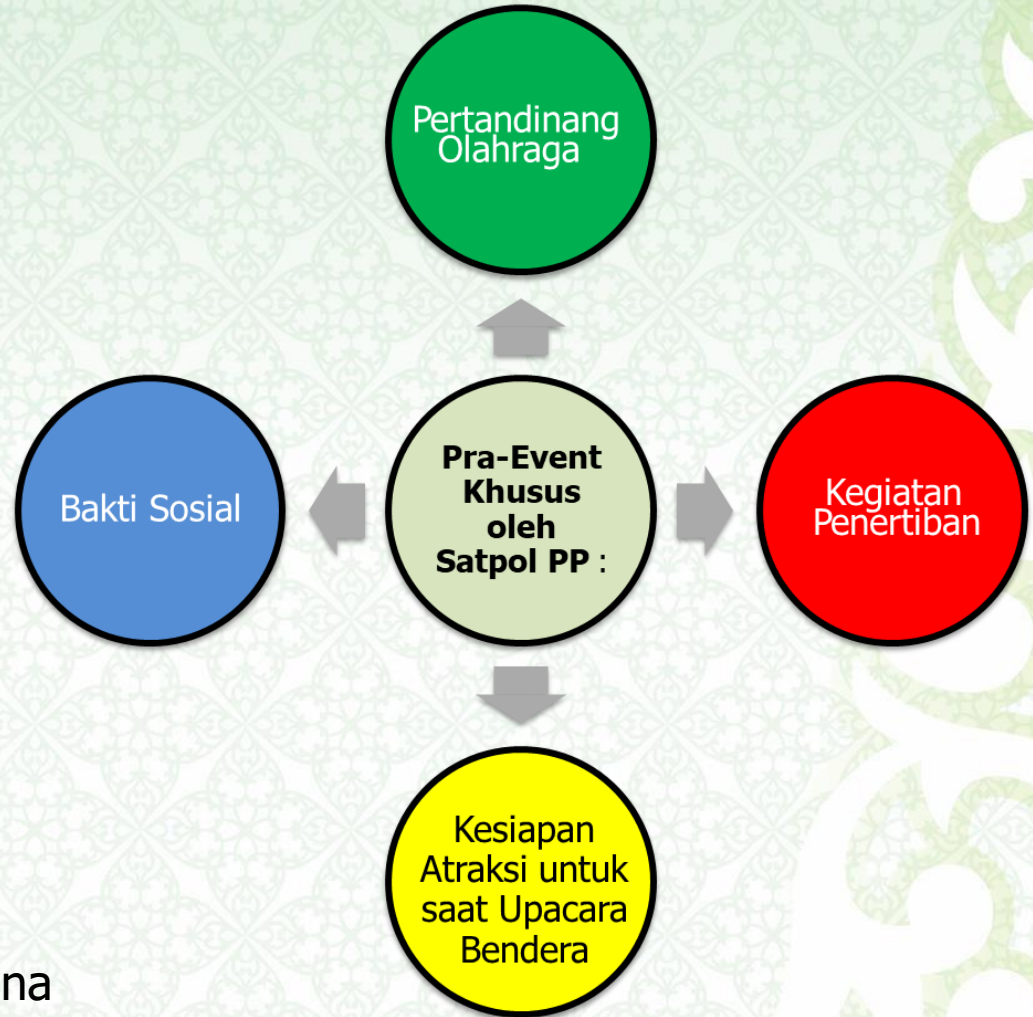 Pertandinang
Olahraga
Bakti Sosial
Pra-Event
Khusus
oleh
Satpol PP :
Kegiatan
Penertiban
Kesiapan
Atraksi untuk
saat Upacara
Bendera
na